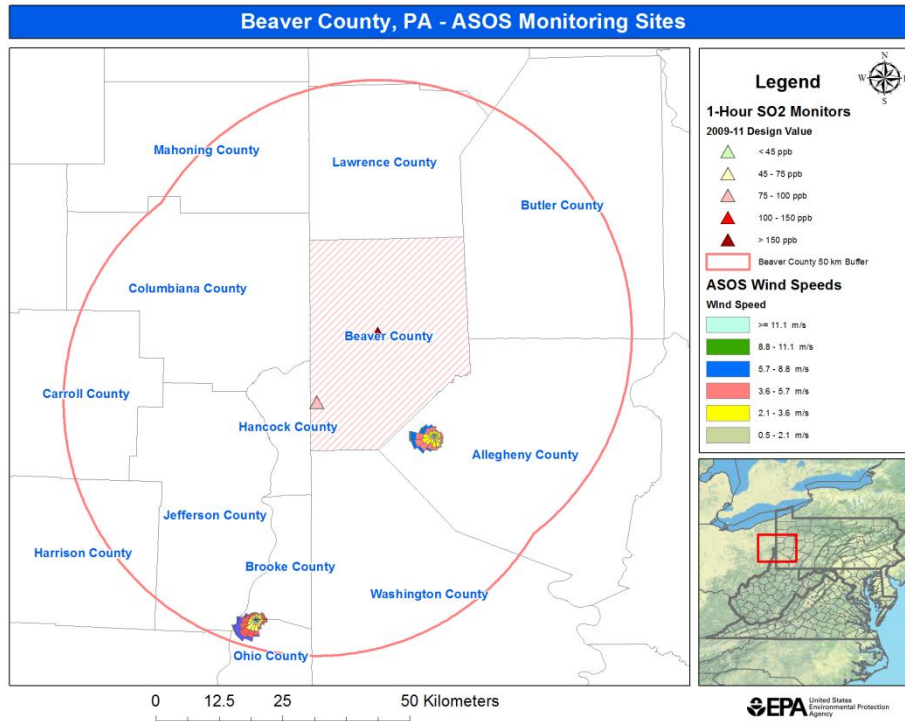 Beaver County, PA - ASOS Monitoring Sites
Mahoning County
Lawrence County
Butler County
Columbiana County
Beaver County
Carroll County
Hancock County
Allegheny County
Jefferson County
Harrison County
Brooke County
Washington County
Ohio County
0 12.5 25 50 Kilometers
N
W
S
Legend
1-Hour SO2 Monitors
2009-11 Design Value
< 45 ppb
45 - 75 ppb
75 - 100 ppb
100 - 150 ppb
> 150 ppb
Beaver County 50 km Buffer
ASOS Wind Speeds
Wind Speed
>= 11.1 m/s
8.8 - 11.1 m/s
5.7 - 8.8 m/s
3.6 - 5.7 m/s
2.1 - 3.6 m/s
0.5 - 2.1 m/s
EPA
United States
Environmental Protection
Agency